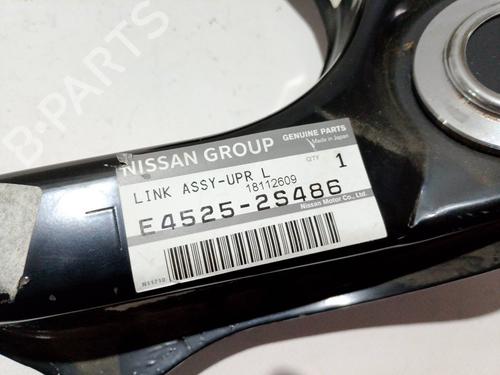 B-PARTS
NISSAN GROUP
GENUINE PARTS
Made in Japan
LINK ASSY-UPR L
QTY 1
18112609
E4525-2S486
Nissan Motor Co., Ltd.
N11710
L